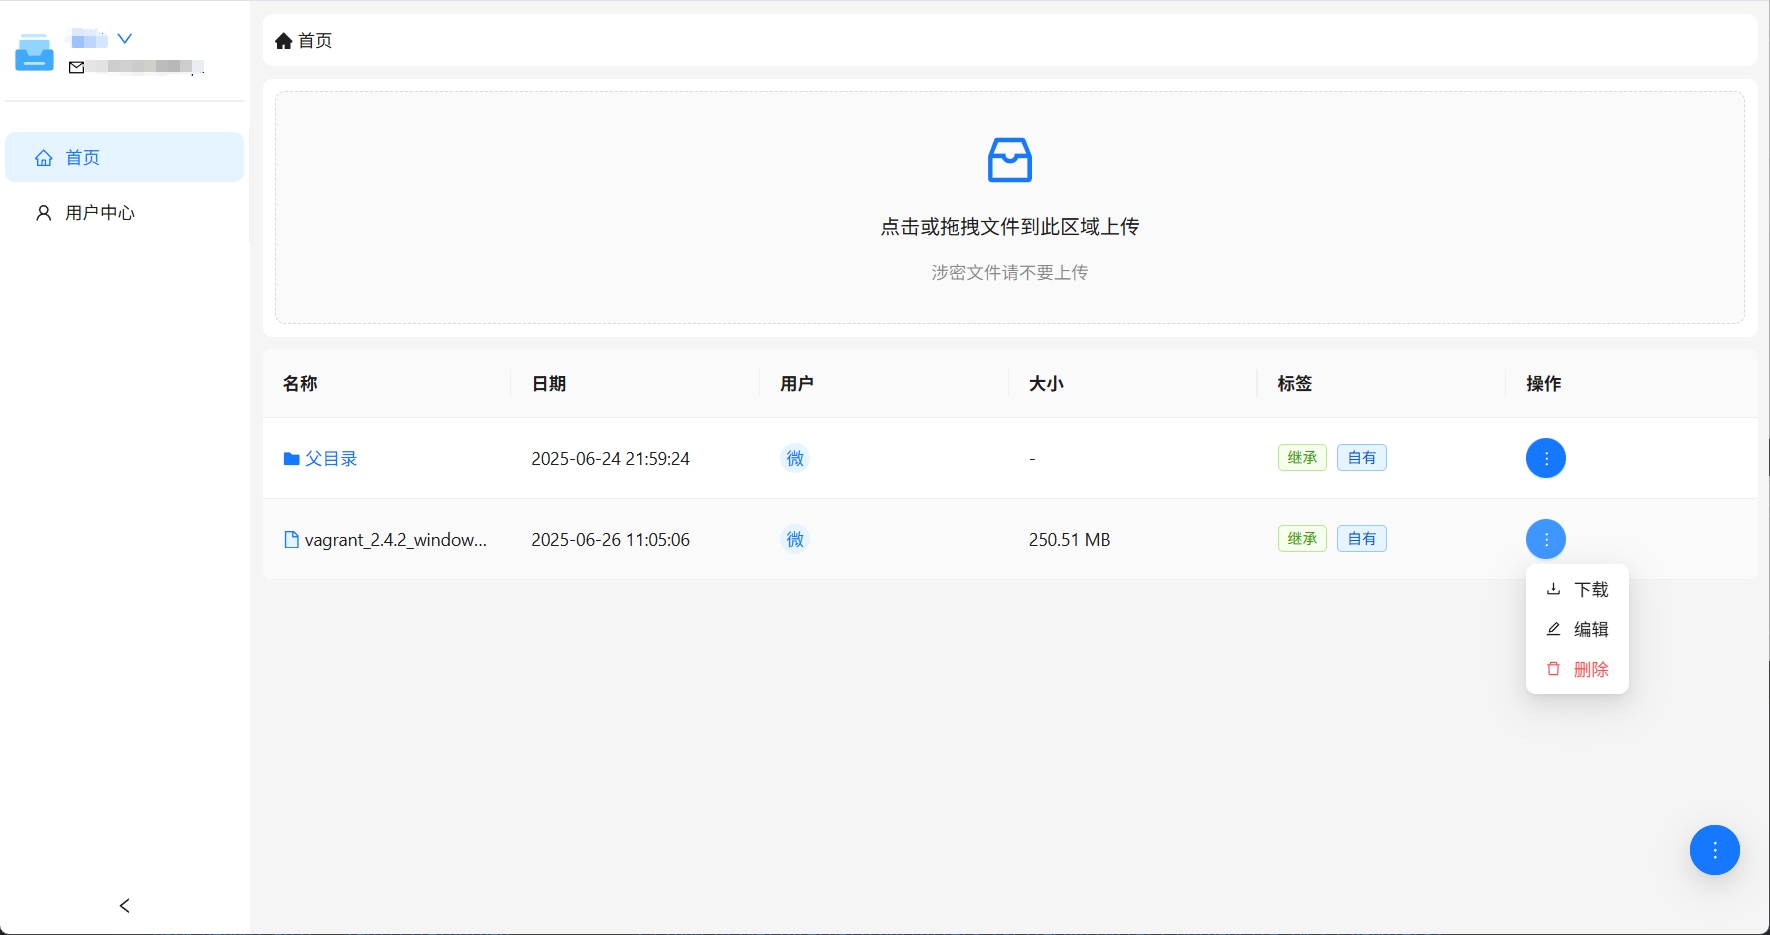 首页
首页
用户中心
点击或拖拽文件到此区域上传
涉密文件请不要上传
名称 日期 用户 大小 标签 操作
父目录 2025-06-24 21:59:24 微 - 继承 自有
vagrant_2.4.2_window... 2025-06-26 11:05:06 微 250.51 MB 继承 自有
下载
编辑
删除